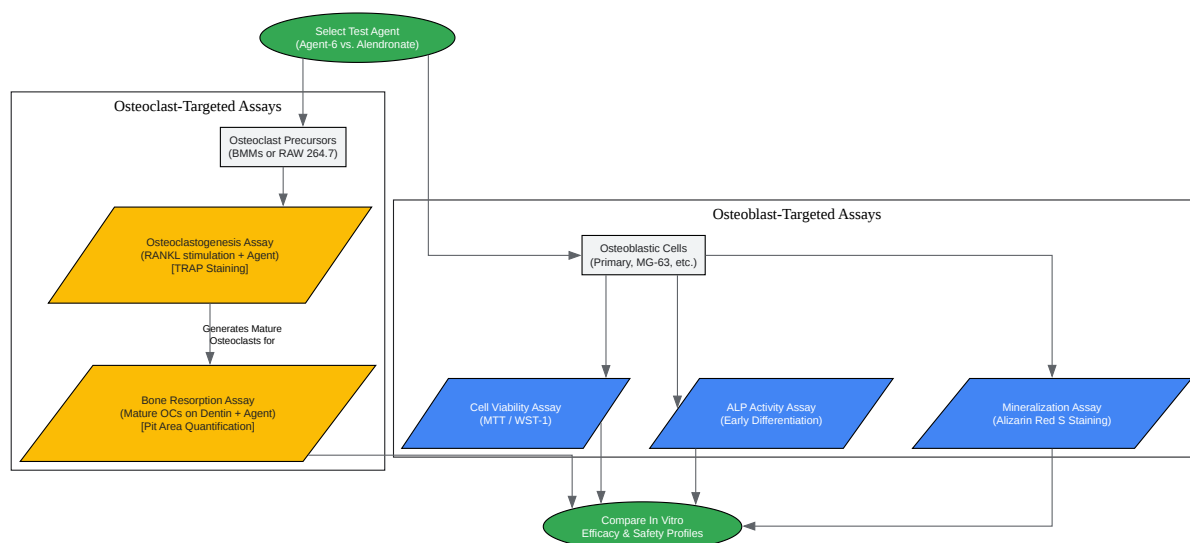 Select Test Agent
(Agent-6 vs. Alendronate)
Osteoclast-Targeted Assays
Osteoclast Precursors
(BMMs or RAW 264.7)
Osteoclastogenesis Assay
(RANKL stimulation + Agent)
[TRAP Staining]
Generates Mature
Osteoclasts for
Bone Resorption Assay
(Mature OCs on Dentin + Agent)
[Pit Area Quantification]
Osteoblast-Targeted Assays
Osteoblastic Cells
(Primary, MG-63, etc.)
Cell Viability Assay
(MTT / WST-1)
ALP Activity Assay
(Early Differentiation)
Mineralization Assay
(Alizarin Red S Staining)
Compare In Vitro
Efficacy & Safety Profiles